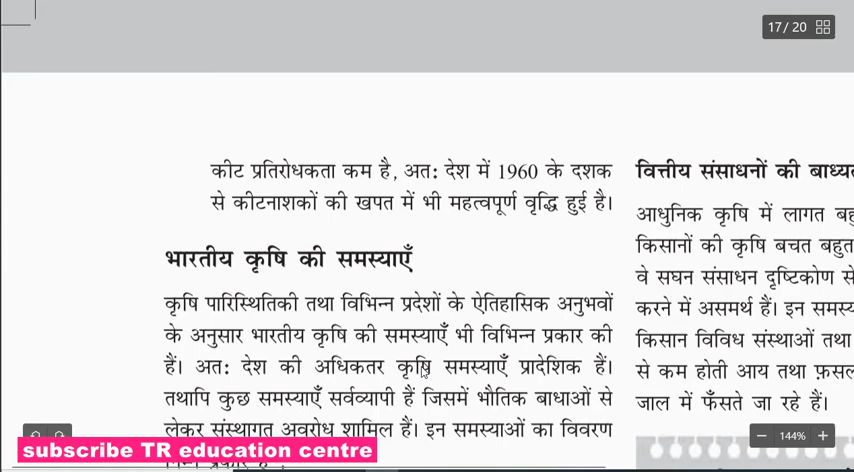 17 / 20
कीट प्रतिरोधकता कम है, अत: देश में 1960 के दशक
से कीटनाशकों की खपत में भी महत्वपूर्ण वृद्धि हुई है।
भारतीय कृषि की समस्याएँ
कृषि पारिस्थितिकी तथा विभिन्न प्रदेशों के ऐतिहासिक अनुभवों
के अनुसार भारतीय कृषि की समस्याएँ भी विभिन्न प्रकार की
हैं। अत: देश की अधिकतर कृषि समस्याएँ प्रादेशिक हैं।
तथापि कुछ समस्याएँ सर्वव्यापी हैं जिसमें भौतिक बाधाओं से
लेकर संस्थागत अवरोध शामिल हैं। इन समस्याओं का विवरण
वित्तीय संसाधनों की
आधुनिक कृषि में लागत
किसानों की कृषि बचत बहुत
वे सघन संसाधन दृष्टिकोण से
करने में असमर्थ हैं। इन
किसान विविध संस्थाओं तथा
से कम होती आय तथा
जाल में फँसते जा रहे हैं।
subscribe TR education centre
144%